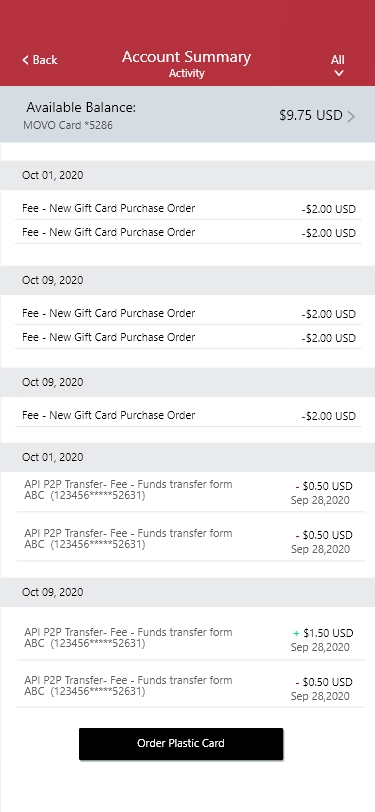 Back
Account Summary
All
Activity
Available Balance:
$9.75 USD
MOVO Card *5286
Oct 01, 2020
Fee - New Gift Card Purchase Order -$2.00 USD
Fee - New Gift Card Purchase Order -$2.00 USD
Oct 09, 2020
Fee - New Gift Card Purchase Order -$2.00 USD
Fee - New Gift Card Purchase Order -$2.00 USD
Oct 09, 2020
Fee - New Gift Card Purchase Order -$2.00 USD
Oct 01, 2020
API P2P Transfer- Fee - Funds transfer form - $0.50 USD
ABC (123456*****52631) Sep 28,2020
API P2P Transfer- Fee - Funds transfer form - $0.50 USD
ABC (123456*****52631) Sep 28,2020
Oct 09, 2020
API P2P Transfer- Fee - Funds transfer form + $1.50 USD
ABC (123456*****52631) Sep 28,2020
API P2P Transfer- Fee - Funds transfer form - $0.50 USD
ABC (123456*****52631) Sep 28,2020
Order Plastic Card